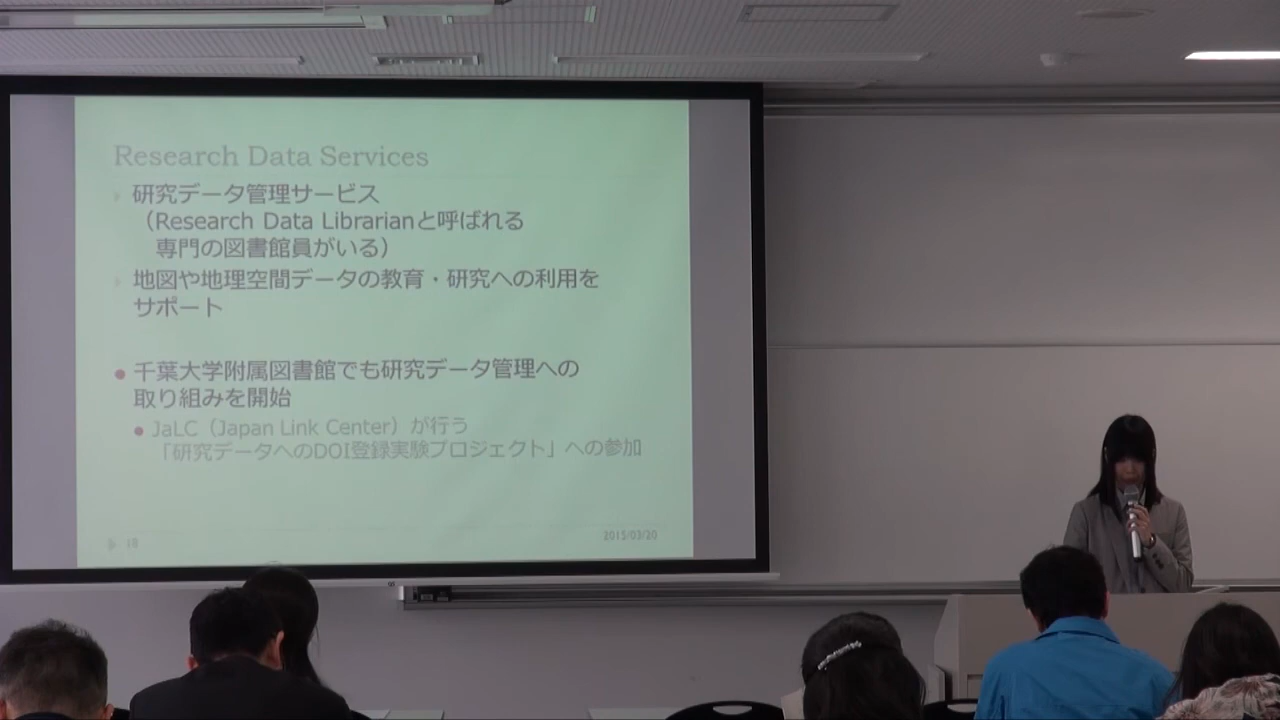 Research Data Services
研究データ管理サービス
（Research Data Librarianと呼ばれる
専門の図書館員がいる）
地図や地理空間データの教育・研究への利用を
サポート
千葉大学附属図書館でも研究データ管理への
取り組みを開始
JaLC（Japan Link Center）が行う
「研究データへのDOI登録実験プロジェクト」への参加
2015/03/20